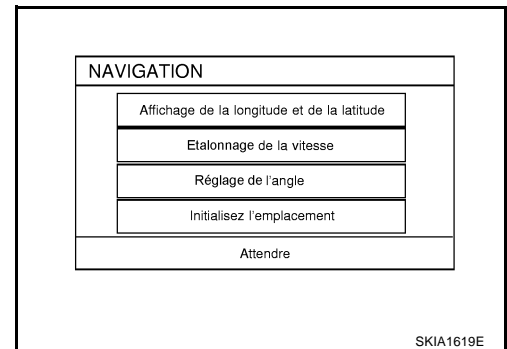 NAVIGATION
Affichage de la longitude et de la latitude
Etalonnage de la vitesse
Réglage de l'angle
Initialisez l'emplacement
Attendre
SKIA1619E